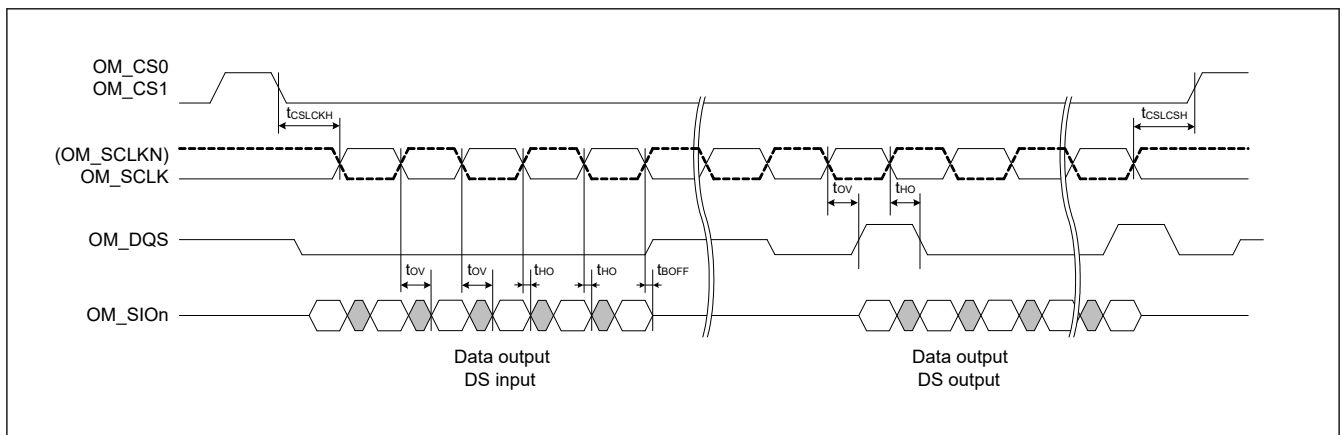 OM_CS0
OM_CS1
tCSLCKH
tCSLCSH
(OM_SCLKN)
OM_SCLK
tOV
tHO
OM_DQS
tOV
tOV
tHO
tHO
tBOFF
OM_SIOn
Data output
DS input
Data output
DS output